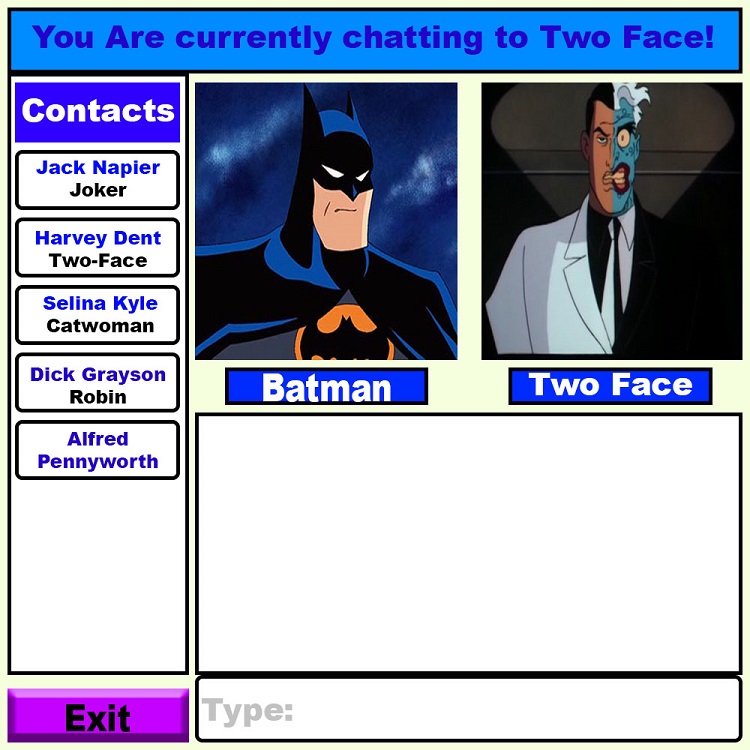 You Are currently chatting to Two Face!
Contacts
Jack Napier
Joker
Harvey Dent
Two-Face
Selina Kyle
Catwoman
Dick Grayson
Robin
Alfred
Pennyworth
Batman
Two Face
Type:
Exit